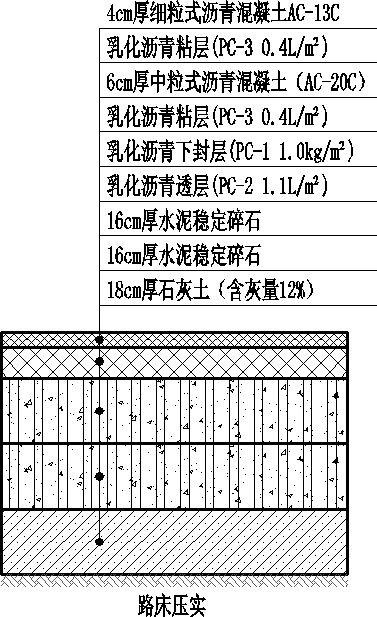 4cm厚细粒式沥青混凝土AC-13C
乳化沥青粘层(PC-3 0.4L/m²)
6cm厚中粒式沥青混凝土（AC-20C）
乳化沥青粘层(PC-3 0.4L/m²)
乳化沥青下封层(PC-1 1.0kg/m²)
乳化沥青透层(PC-2 1.1L/m²)
16cm厚水泥稳定碎石
16cm厚水泥稳定碎石
18cm厚石灰土（含灰量12%）
路床压实